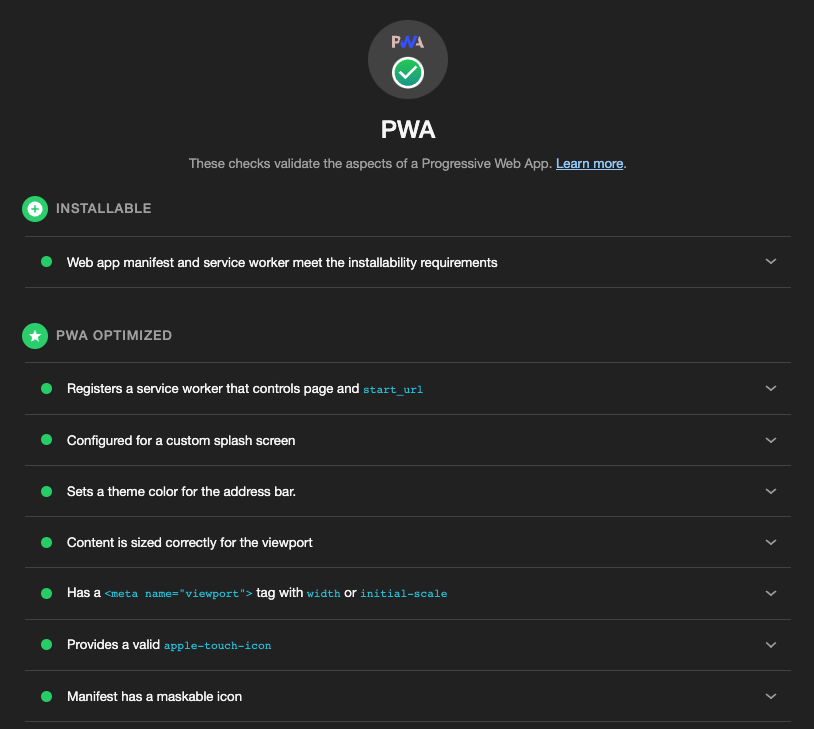 PWA
PWA
These checks validate the aspects of a Progressive Web App. Learn more.
INSTALLABLE
Web app manifest and service worker meet the installability requirements
PWA OPTIMIZED
Registers a service worker that controls page and start_url
Configured for a custom splash screen
Sets a theme color for the address bar.
Content is sized correctly for the viewport
Has a <meta name="viewport"> tag with width or initial-scale
Provides a valid apple-touch-icon
Manifest has a maskable icon